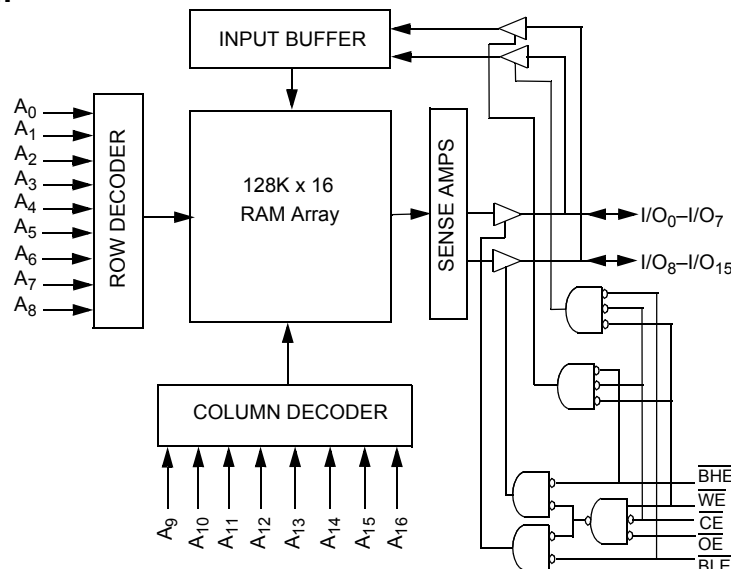 INPUT BUFFER
A0
A1
A2
A3
A4
A5
A6
A7
A8
ROW DECODER
128K x 16
RAM Array
SENSE AMPS
I/O0–I/O7
I/O8–I/O15
COLUMN DECODER
A9
A10
A11
A12
A13
A14
A15
A16
BHE
WE
CE
OE
BLE